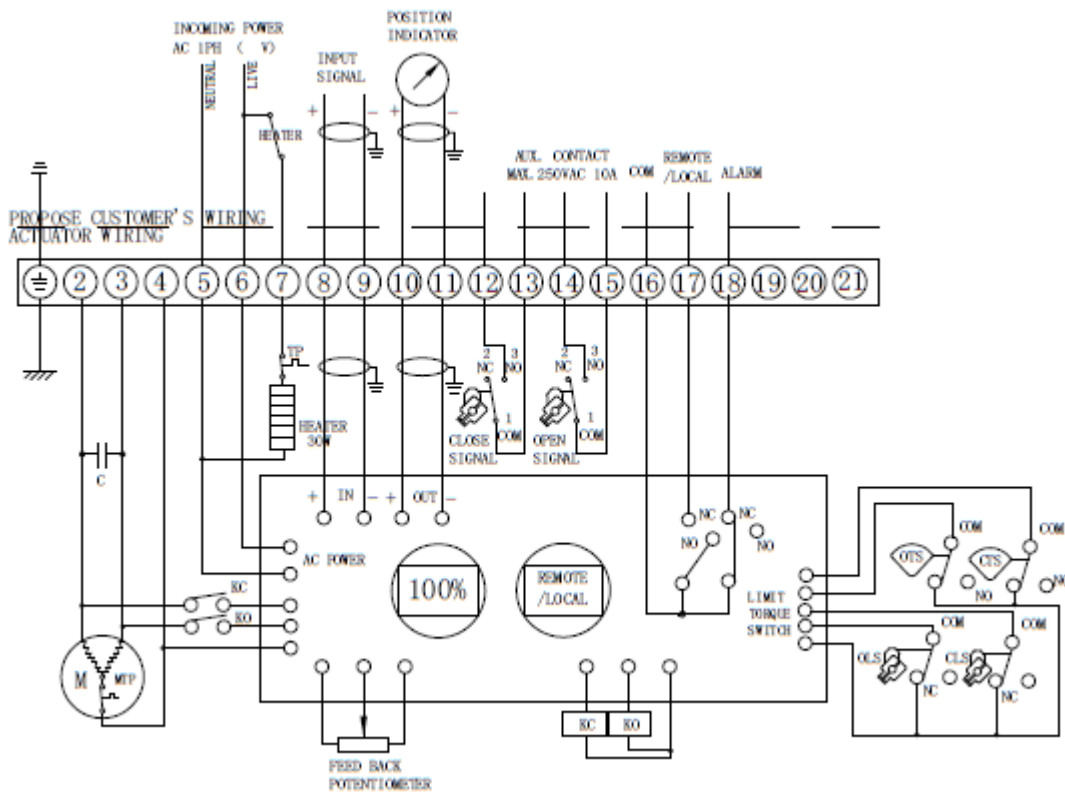 INCOMING POWER
AC 1PH ( V)
NEUTRAL
LIVE
HEATER
INPUT
SIGNAL
+ −
POSITION
INDICATOR
+ −
AUX. CONTACT
MAX. 250VAC 10A
COM
REMOTE
/LOCAL
ALARM
PROPOSE CUSTOMER'S WIRING
ACTUATOR WIRING
2 3 4 5 6 7 8 9 10 11 12 13 14 15 16 17 18 19 20 21
TP
HEATER
30W
2 3
NC NO
1
COM
CLOSE
SIGNAL
2 3
NC NO
1
COM
OPEN
SIGNAL
C
+ IN − + OUT −
AC POWER
100%
REMOTE
/LOCAL
NC
NO
NC
NO
LIMIT
TORQUE
SWITCH
KC
KO
M
MTP
KC KO
FEED BACK
POTENTIOMETER
COM
OTS
COM
CTS
NO
NO
COM
OLS
NC
COM
CLS
NC